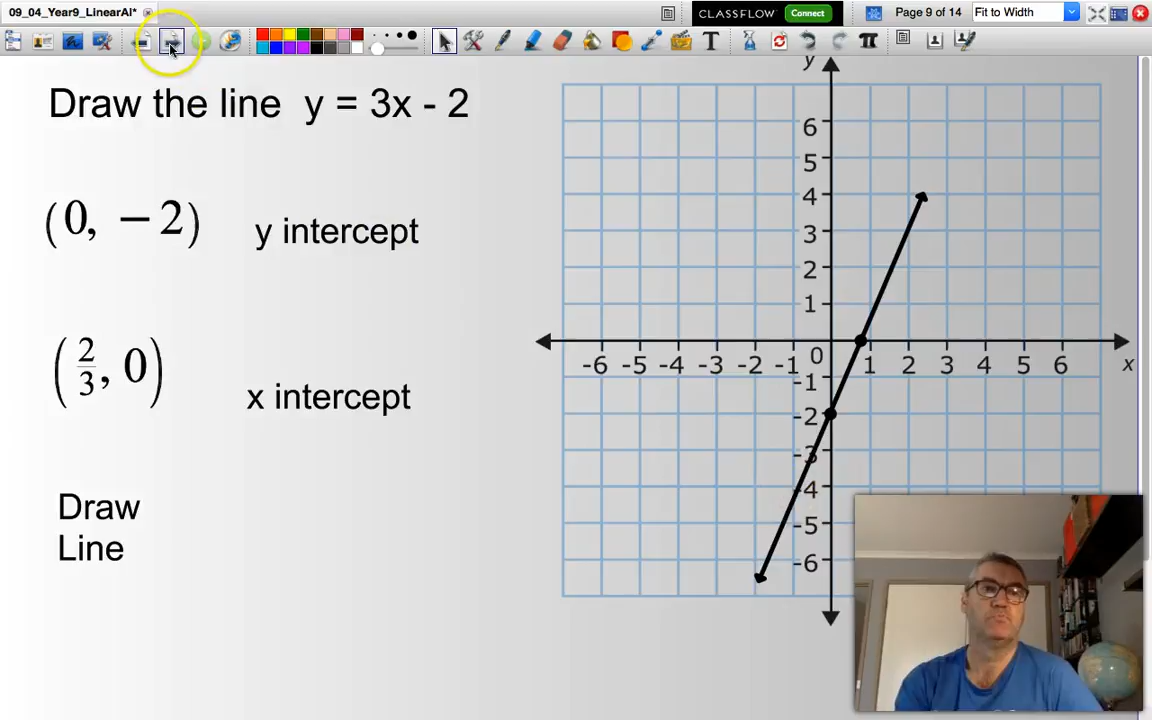 09_04_Year9_LinearAl*
CLASSFLOW Connect Page 9 of 14 Fit to Width
Draw the line y = 3x - 2
(0, − 2) y intercept
(2/3, 0) x intercept
Draw
Line
y
6
5
4
3
2
1
0
-6 -5 -4 -3 -2 -1 1 2 3 4 5 6 x
-1
-2
-3
-4
-5
-6